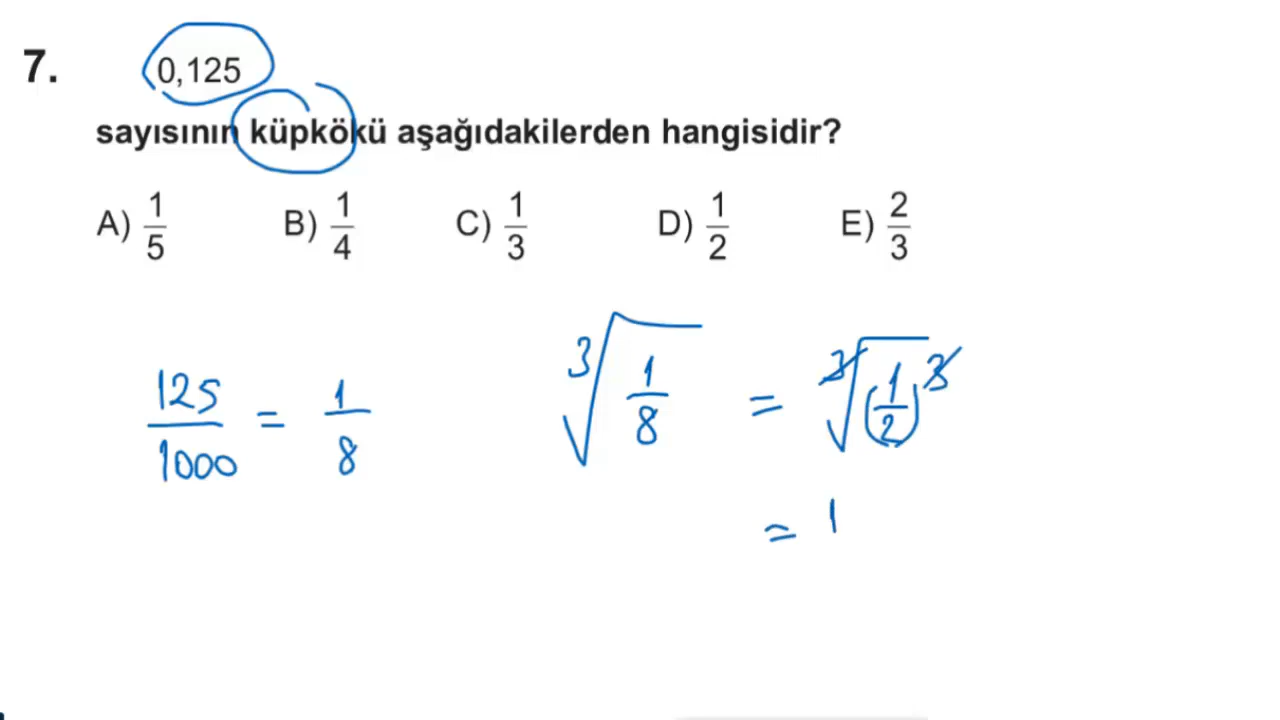 7. 0,125
sayısının küpkökü aşağıdakilerden hangisidir?
A) 1/5 B) 1/4 C) 1/3 D) 1/2 E) 2/3
125/1000 = 1/8 ∛(1/8) = ∛((1/2)^3)
= 1